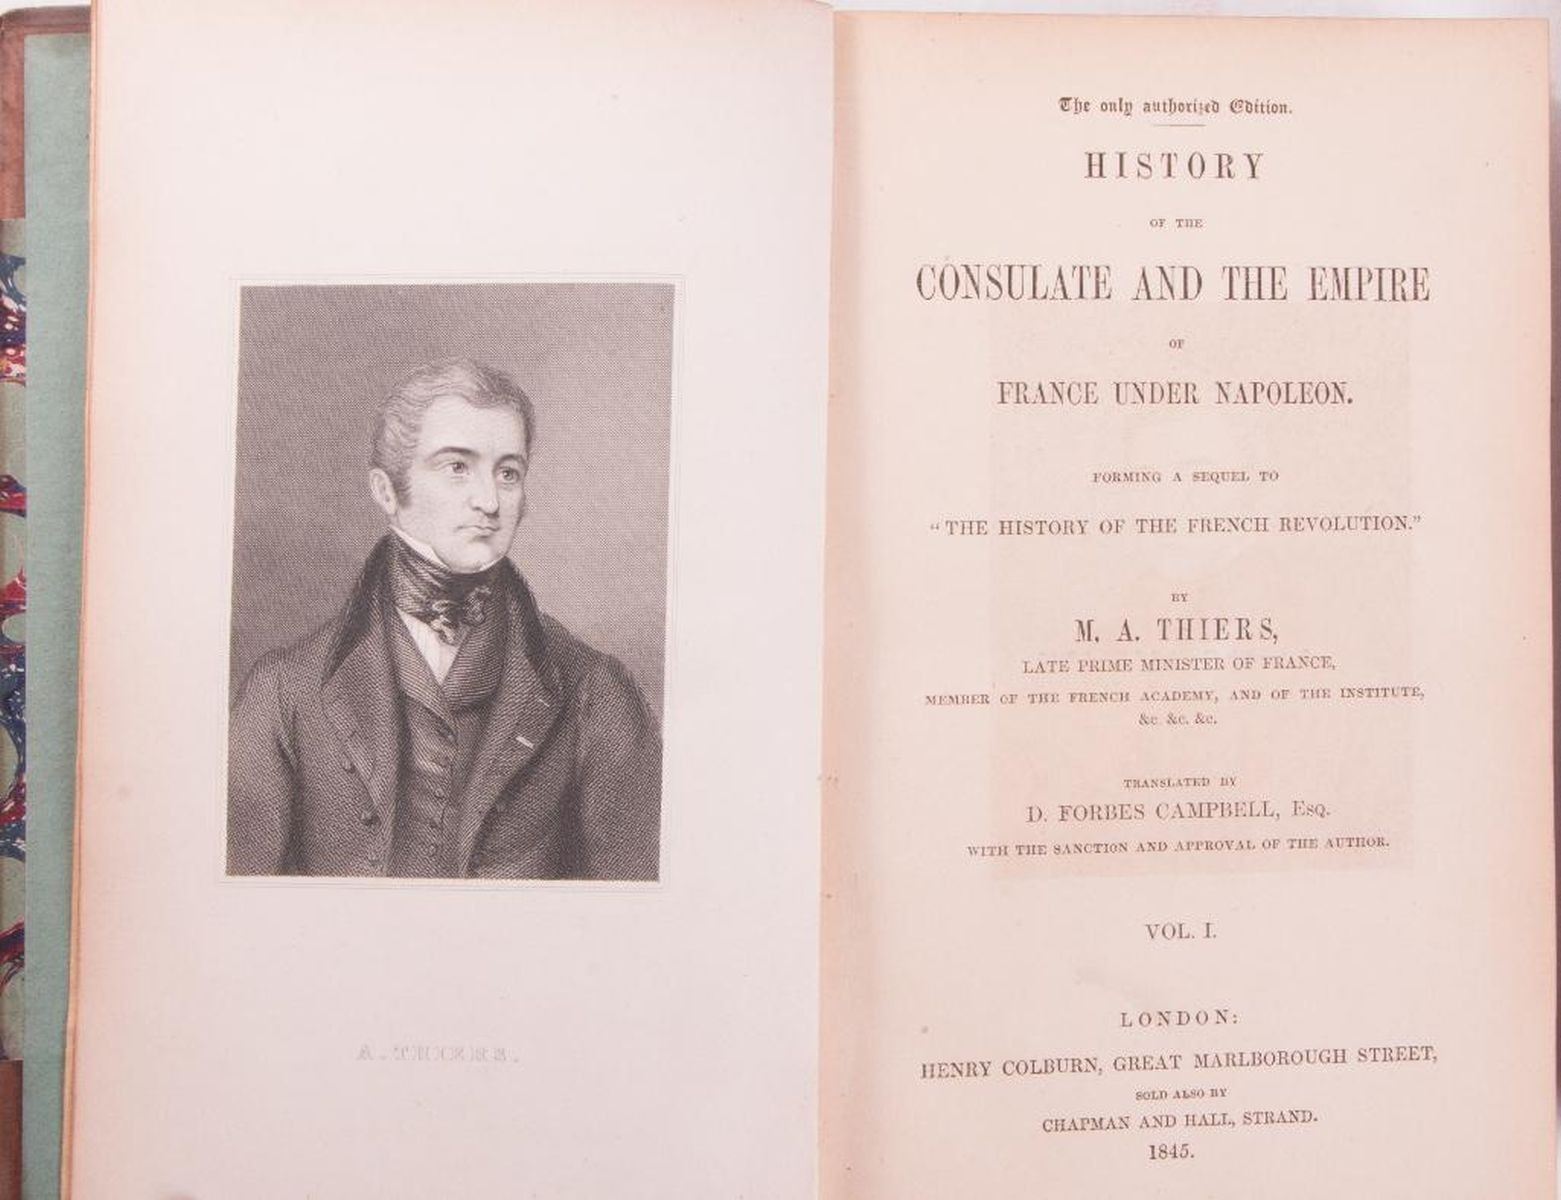 A. THIERS.
The only authorized Edition.
HISTORY
OF THE
CONSULATE AND THE EMPIRE
OF
FRANCE UNDER NAPOLEON.
FORMING A SEQUEL TO
"THE HISTORY OF THE FRENCH REVOLUTION."
BY
M. A. THIERS,
LATE PRIME MINISTER OF FRANCE,
MEMBER OF THE FRENCH ACADEMY, AND OF THE INSTITUTE,
&c. &c. &c.
TRANSLATED BY
D. FORBES CAMPBELL, Esq.
WITH THE SANCTION AND APPROVAL OF THE AUTHOR.
VOL. I.
LONDON:
HENRY COLBURN, GREAT MARLBOROUGH STREET,
SOLD ALSO BY
CHAPMAN AND HALL, STRAND.
1845.